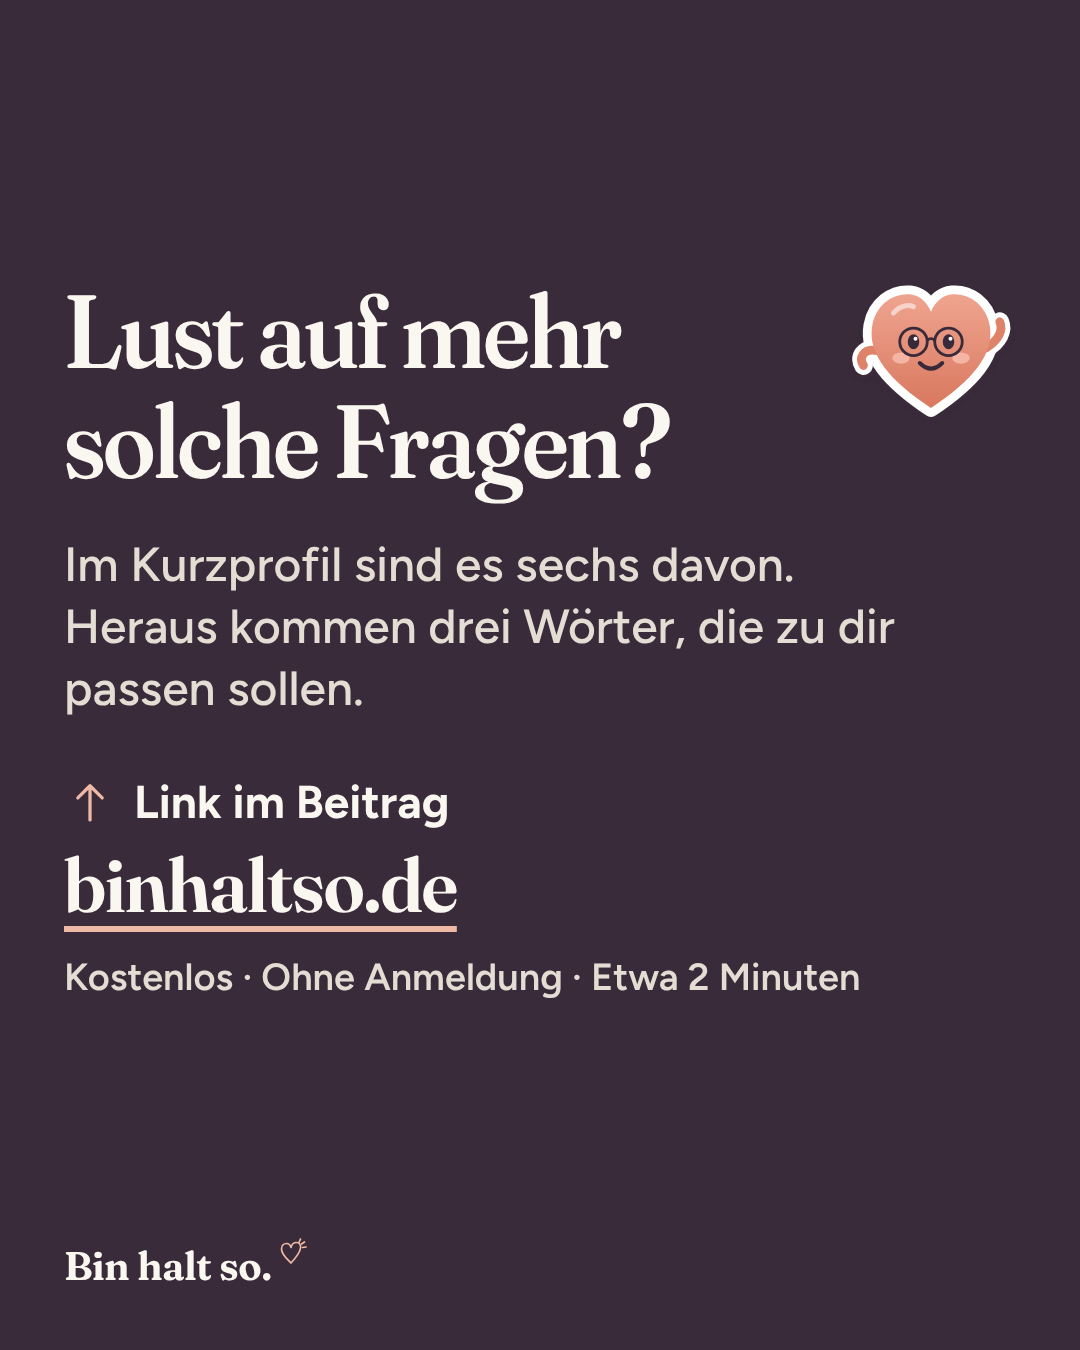 Lust auf mehr
solche Fragen?
Im Kurzprofil sind es sechs davon.
Heraus kommen drei Wörter, die zu dir
passen sollen.
↑ Link im Beitrag
binhaltso.de
Kostenlos · Ohne Anmeldung · Etwa 2 Minuten
Bin halt so.